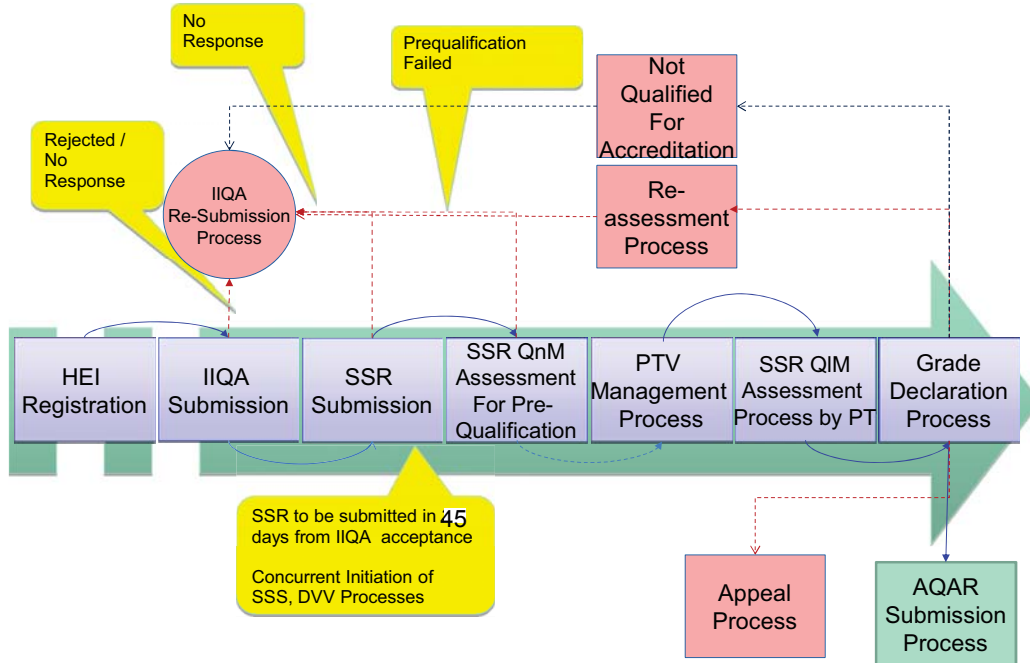 No
Response
Prequalification
Failed
Not
Qualified
For
Accreditation
Rejected /
No
Response
IIQA
Re-Submission
Process
Re-
assessment
Process
HEI
Registration
IIQA
Submission
SSR
Submission
SSR QnM
Assessment
For Pre-
Qualification
PTV
Management
Process
SSR QlM
Assessment
Process by PT
Grade
Declaration
Process
SSR to be submitted in 45
days from IIQA acceptance
Concurrent Initiation of
SSS, DVV Processes
Appeal
Process
AQAR
Submission
Process